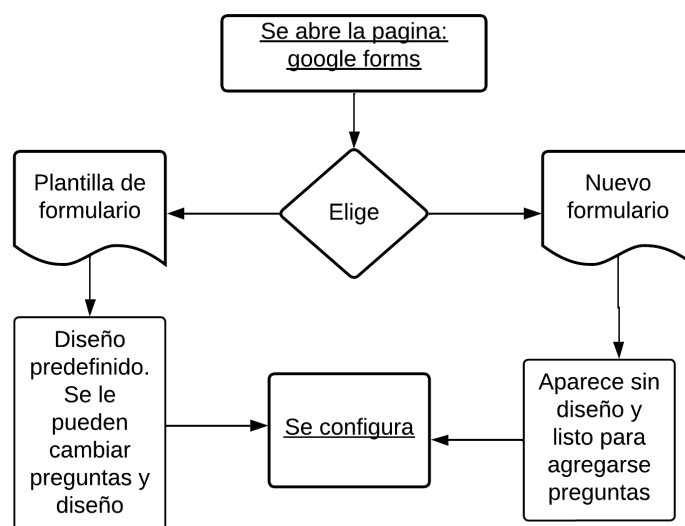 Se abre la pagina:
google forms
Plantilla de
formulario
Elige
Nuevo
formulario
Diseño
predefinido.
Se le
pueden
cambiar
preguntas y
diseño
Se configura
Aparece sin
diseño y
listo para
agregarse
preguntas